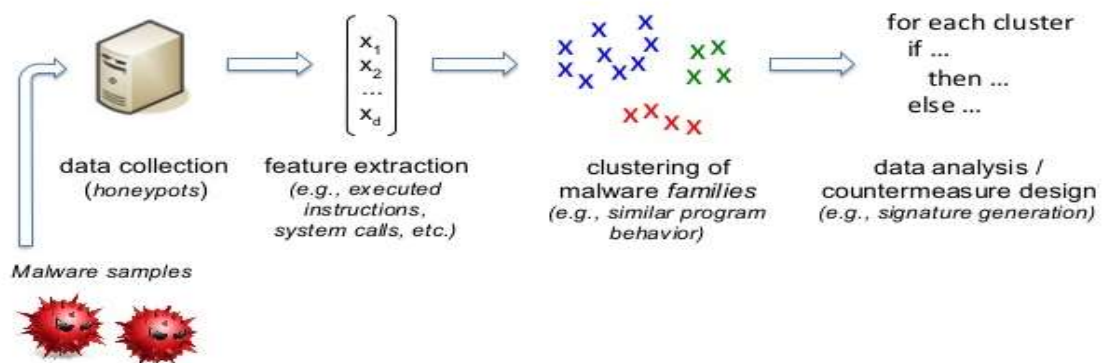 x1
x2
...
xd
X X X X X X X X X X
X X X X
X X X X
for each cluster
if ...
then ...
else ...
data collection
(honeypots)
feature extraction
(e.g., executed
instructions,
system calls, etc.)
clustering of
malware families
(e.g., similar program
behavior)
data analysis /
countermeasure design
(e.g., signature generation)
Malware samples